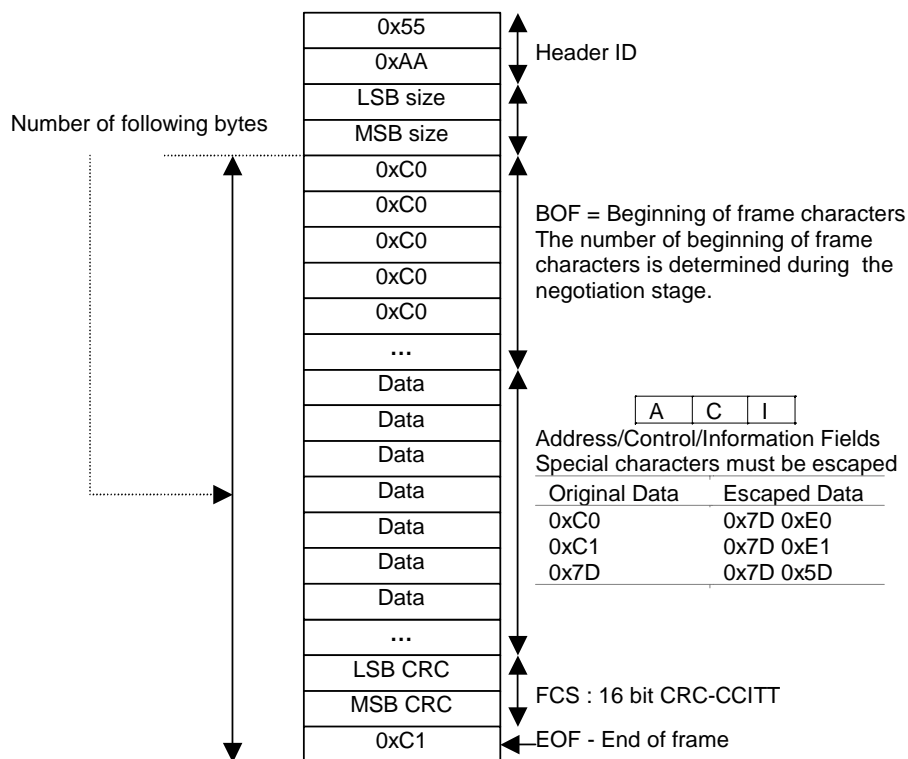 0x55
0xAA
Header ID
LSB size
MSB size
Number of following bytes
0xC0
0xC0
0xC0
0xC0
0xC0
...
BOF = Beginning of frame characters
The number of beginning of frame
characters is determined during the
negotiation stage.
Data
Data
Data
Data
Data
Data
Data
...
A C I
Address/Control/Information Fields
Special characters must be escaped
Original Data Escaped Data
0xC0 0x7D 0xE0
0xC1 0x7D 0xE1
0x7D 0x7D 0x5D
LSB CRC
MSB CRC
FCS : 16 bit CRC-CCITT
0xC1
EOF - End of frame